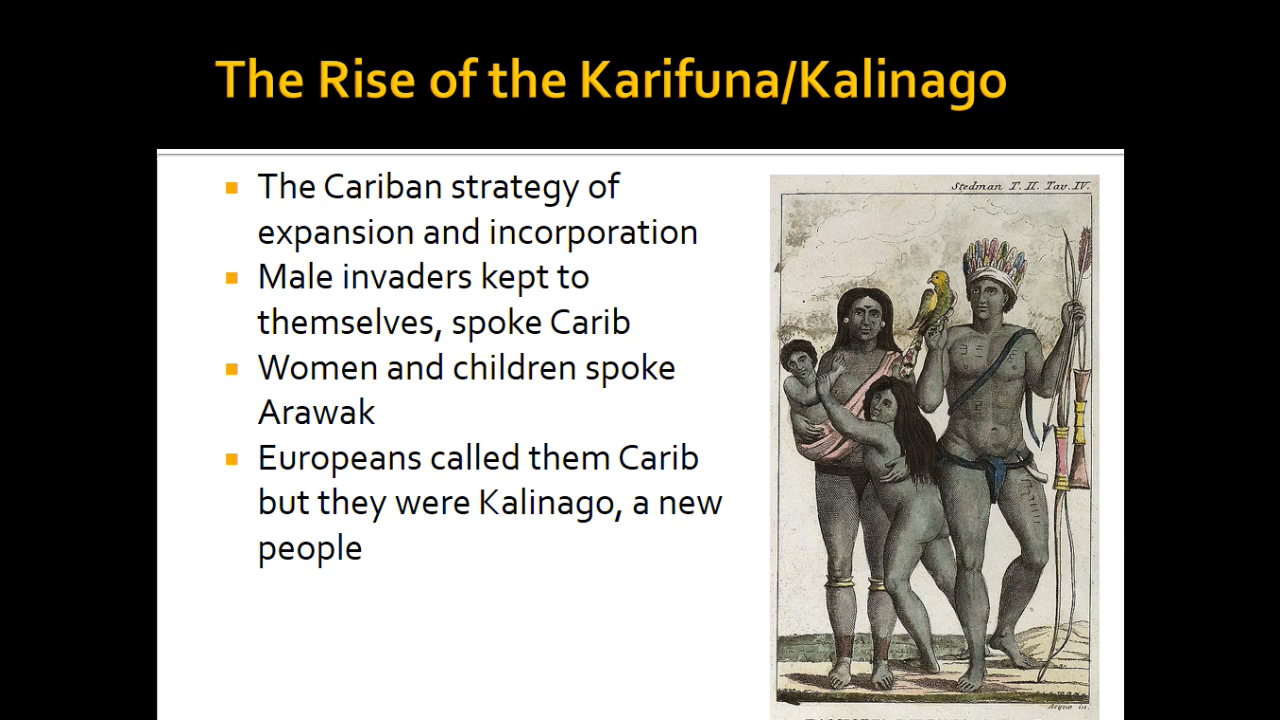 The Rise of the Karifuna/Kalinago
The Cariban strategy of
expansion and incorporation
Male invaders kept to
themselves, spoke Carib
Women and children spoke
Arawak
Europeans called them Carib
but they were Kalinago, a new
people
Stedman T. II. Tav. IV.